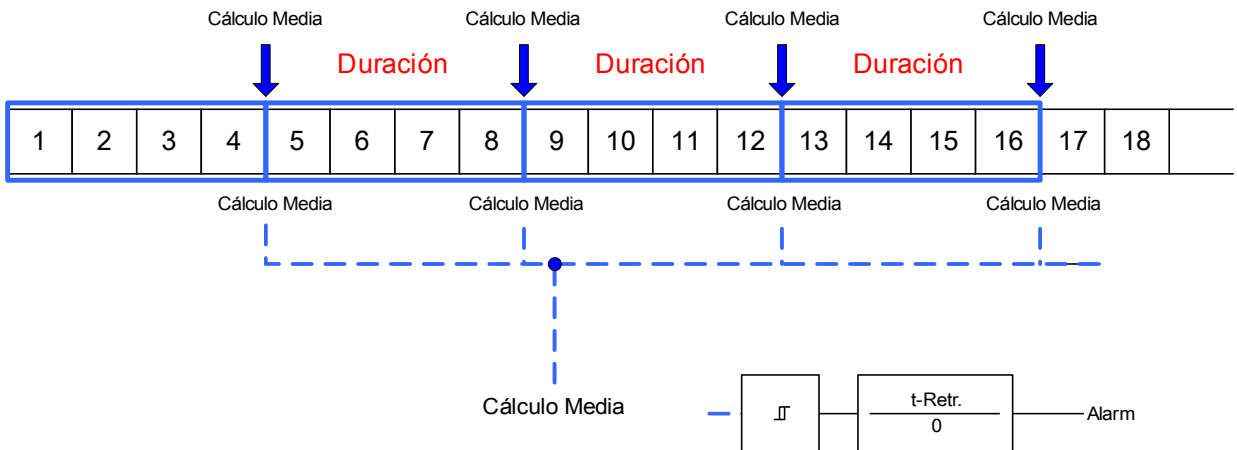 Cálculo Media Cálculo Media Cálculo Media Cálculo Media
Duración Duración Duración
1 2 3 4 5 6 7 8 9 10 11 12 13 14 15 16 17 18
Cálculo Media Cálculo Media Cálculo Media Cálculo Media
Cálculo Media
t-Retr.
0
Alarm